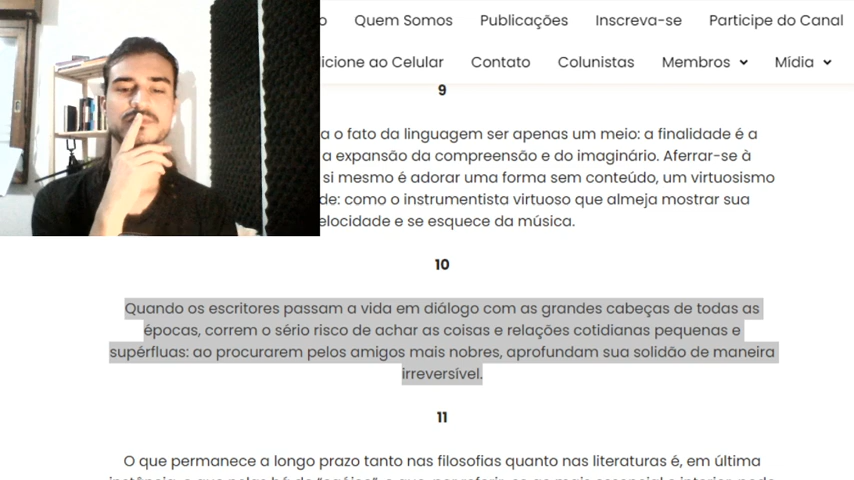 o Quem Somos Publicações Inscreva-se Participe do Canal
icione ao Celular Contato Colunistas Membros Mídia
9
a o fato da linguagem ser apenas um meio: a finalidade é a
a expansão da compreensão e do imaginário. Aferrar-se à
si mesmo é adorar uma forma sem conteúdo, um virtuosismo
de: como o instrumentista virtuoso que almeja mostrar sua
elocidade e se esquece da música.
10
Quando os escritores passam a vida em diálogo com as grandes cabeças de todas as
épocas, correm o sério risco de achar as coisas e relações cotidianas pequenas e
supérfluas: ao procurarem pelos amigos mais nobres, aprofundam sua solidão de maneira
irreversível.
11
O que permanece a longo prazo tanto nas filosofias quanto nas literaturas é, em última